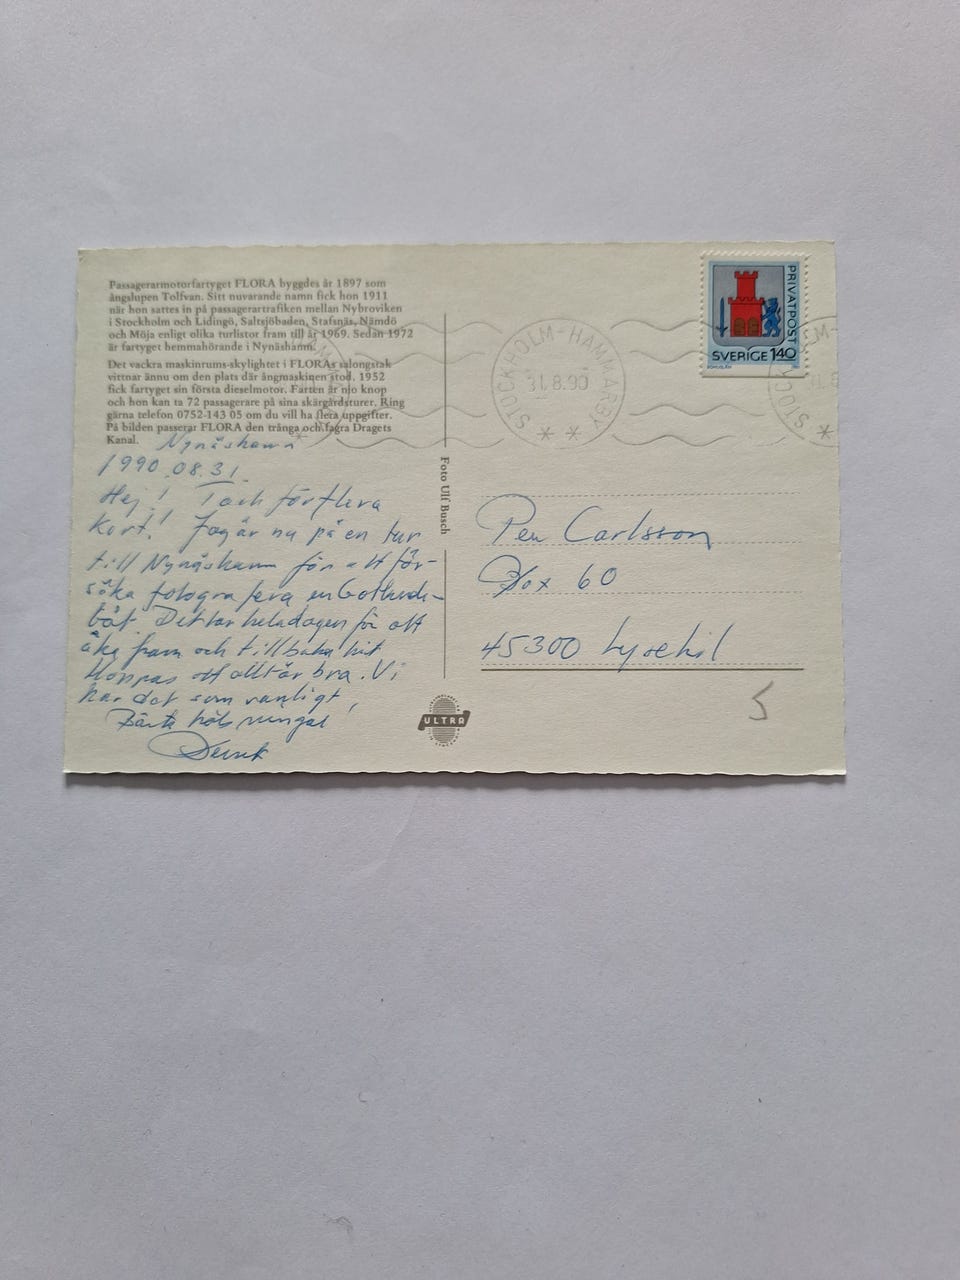 Passagerarmotorfartyget FLORA byggdes år 1897 som
ångslupen Tolfvan. Sitt nuvarande namn fick hon 1911
när hon sattes in på passagerartrafiken mellan Nybroviken
i Stockholm och Lidingö, Saltsjöbaden, Stafsnäs, Nämdö
och Möja enligt olika turlistor fram till år 1969. Sedan 1972
är fartyget hemmahörande i Nynäshamn.
Det vackra maskinrums-skylightet i FLORAs salongstak
vittnar ännu om den plats där ångmaskinen stod. 1952
fick fartyget sin första dieselmotor. Farten är nio knop
och hon kan ta 72 passagerare på sina skärgårdsturer. Ring
gärna telefon 0752-143 05 om du vill ha flera uppgifter.
På bilden passerar FLORA den trånga och fagra Dragets
Kanal.
Nynäshamn
1990.08.31.
Hej! Tack för flera
kort! Jag är nu på en tur
till Nynäshamn för att för-
söka fotografera en Gotlands-
båt. Det tar hela dagen för att
åka fram och tillbaka hit
Hoppas att allt är bra. Vi
har det som vanligt,
Bästa hälsningar
Foto Ulf Busch
ULTRA
STOCKHOLM-HAMMARBY
31.8.90
PRIVATPOST
SVERIGE 140
Carlsson
Box 60
45300 Lysekil
5